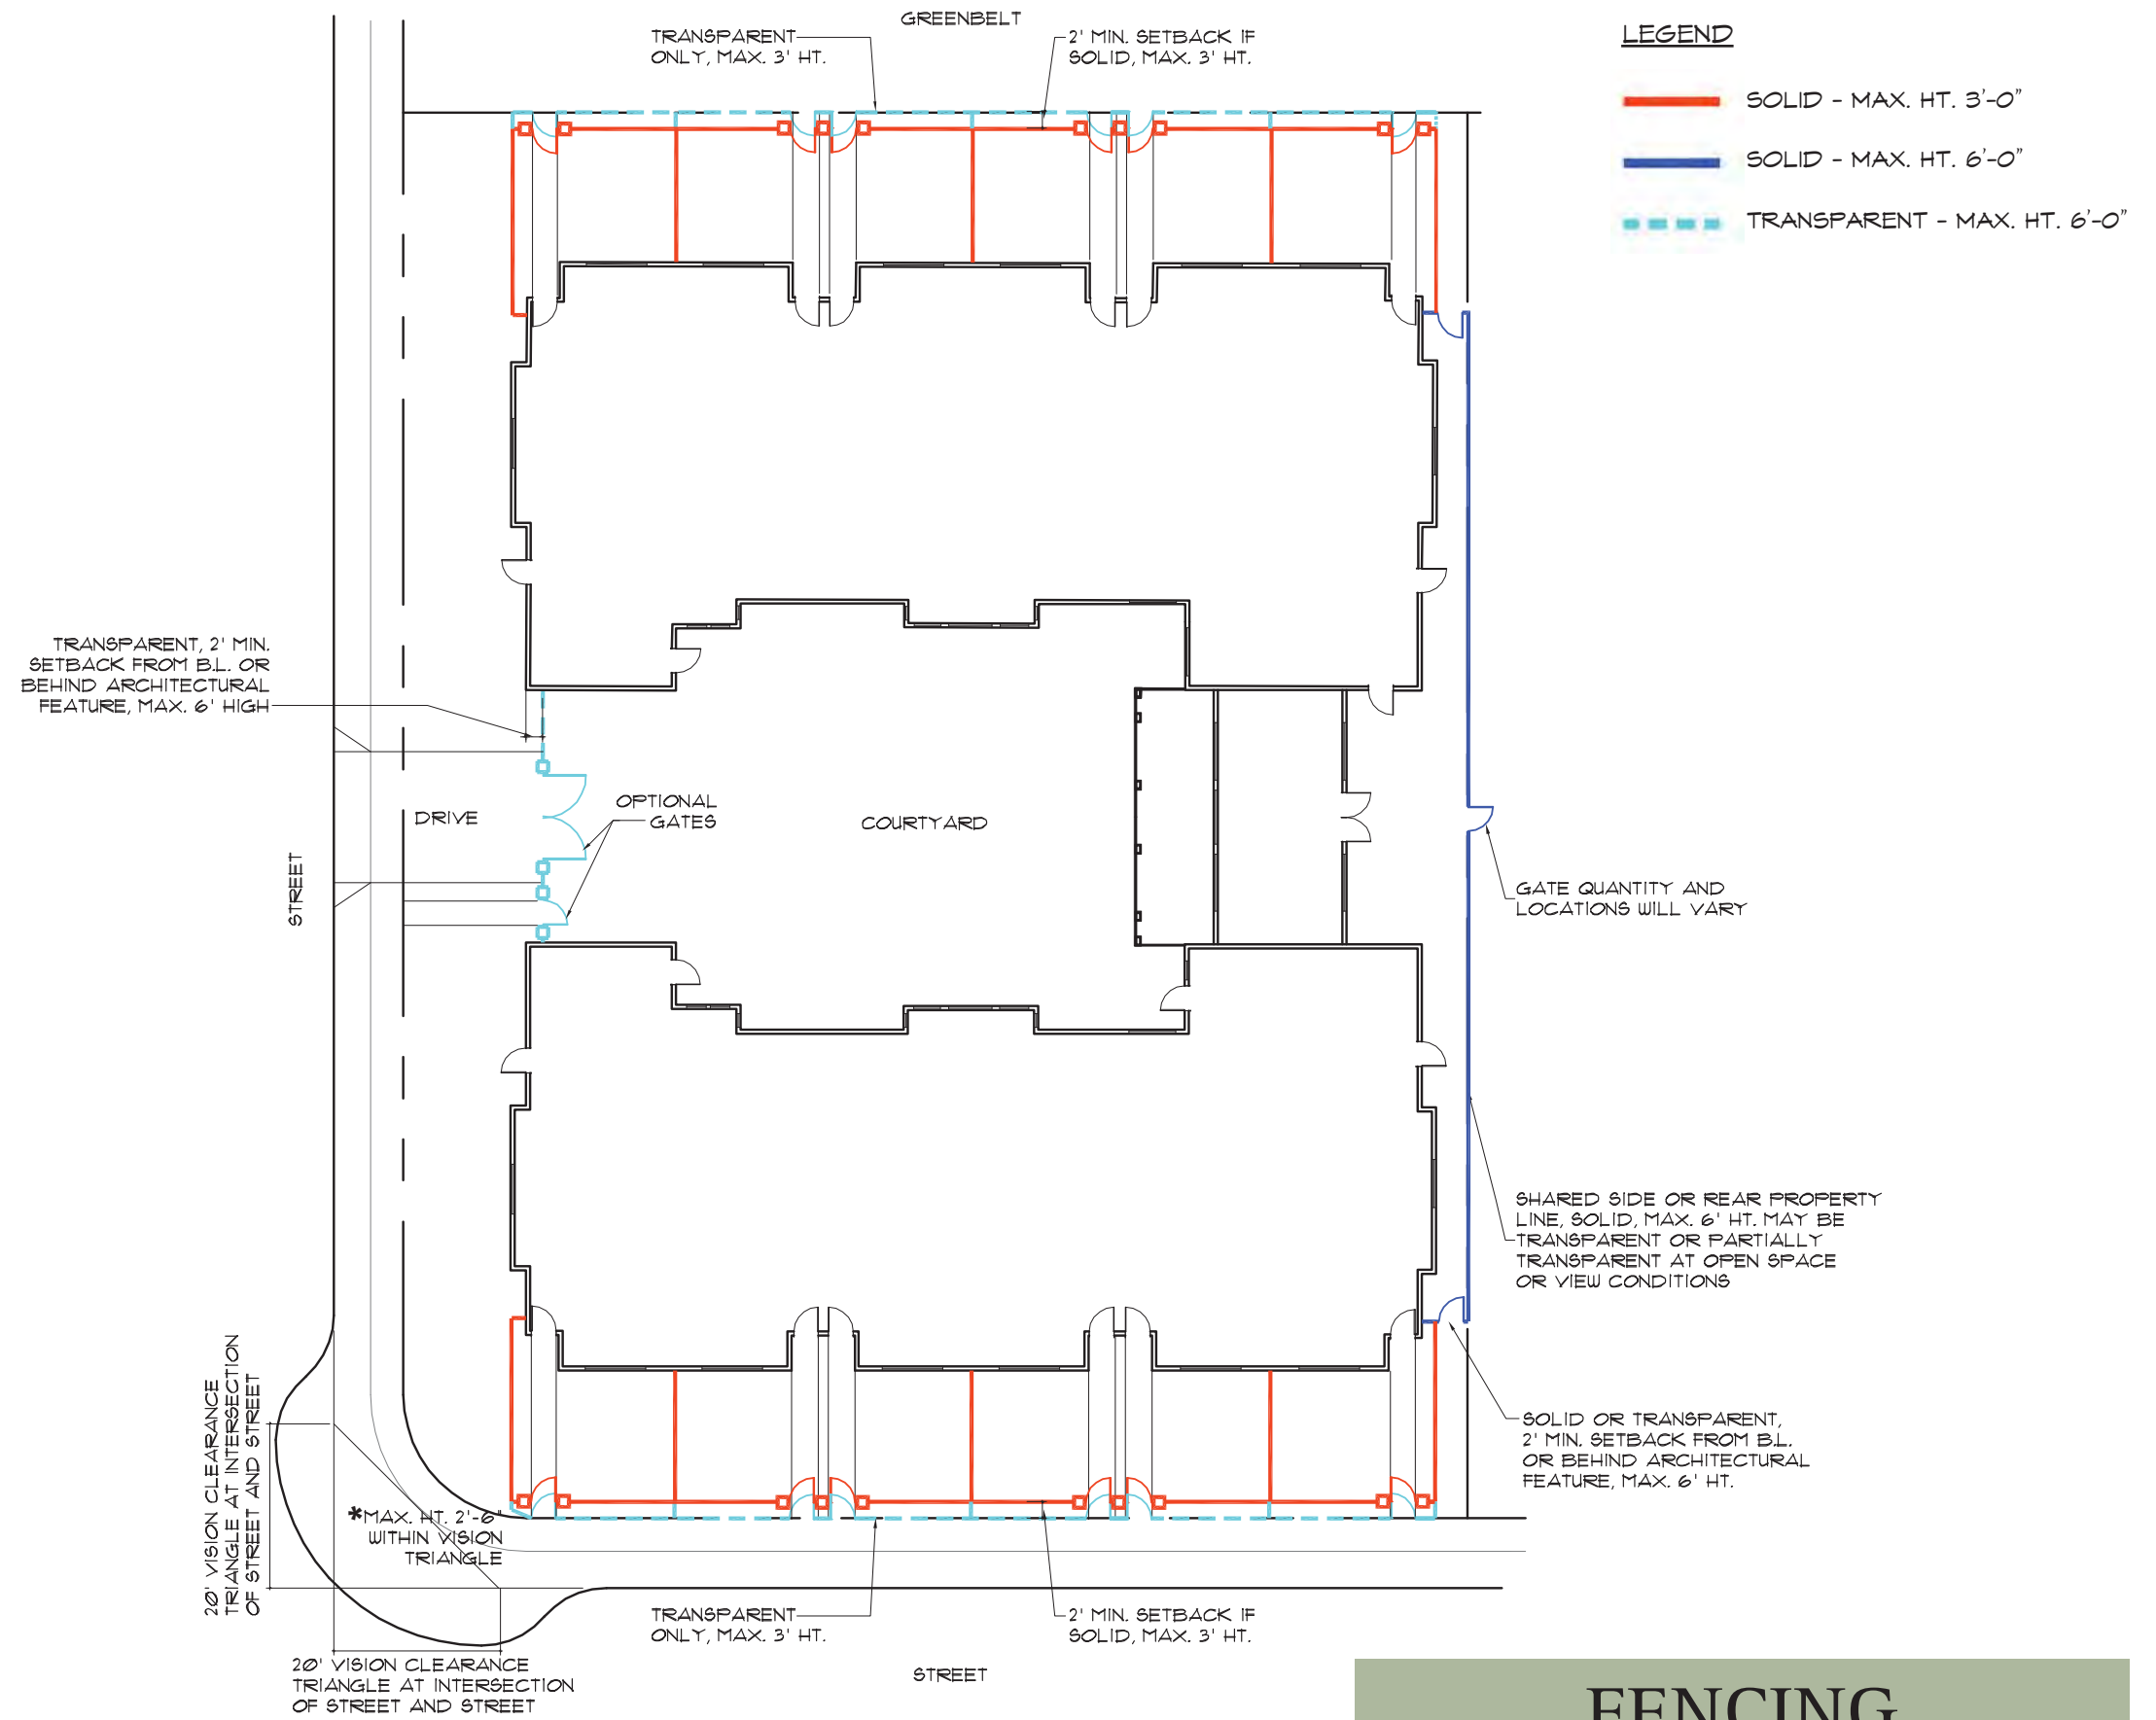 GREENBELT
TRANSPARENT
ONLY, MAX. 3' HT.
2' MIN. SETBACK IF
SOLID, MAX. 3' HT.
LEGEND
SOLID - MAX. HT. 3'-0"
SOLID - MAX. HT. 6'-0"
TRANSPARENT - MAX. HT. 6'-0"
TRANSPARENT, 2' MIN.
SETBACK FROM B.L. OR
BEHIND ARCHITECTURAL
FEATURE, MAX. 6' HIGH
DRIVE
OPTIONAL
GATES
COURTYARD
STREET
GATE QUANTITY AND
LOCATIONS WILL VARY
SHARED SIDE OR REAR PROPERTY
LINE, SOLID, MAX. 6' HT. MAY BE
TRANSPARENT OR PARTIALLY
TRANSPARENT AT OPEN SPACE
OR VIEW CONDITIONS
SOLID OR TRANSPARENT,
2' MIN. SETBACK FROM B.L.
OR BEHIND ARCHITECTURAL
FEATURE, MAX. 6' HT.
20' VISION CLEARANCE
TRIANGLE AT INTERSECTION
OF STREET AND STREET
*MAX. HT. 2'-6"
WITHIN VISION
TRIANGLE
TRANSPARENT
ONLY, MAX. 3' HT.
2' MIN. SETBACK IF
SOLID, MAX. 3' HT.
20' VISION CLEARANCE
TRIANGLE AT INTERSECTION
OF STREET AND STREET
STREET
FENCING